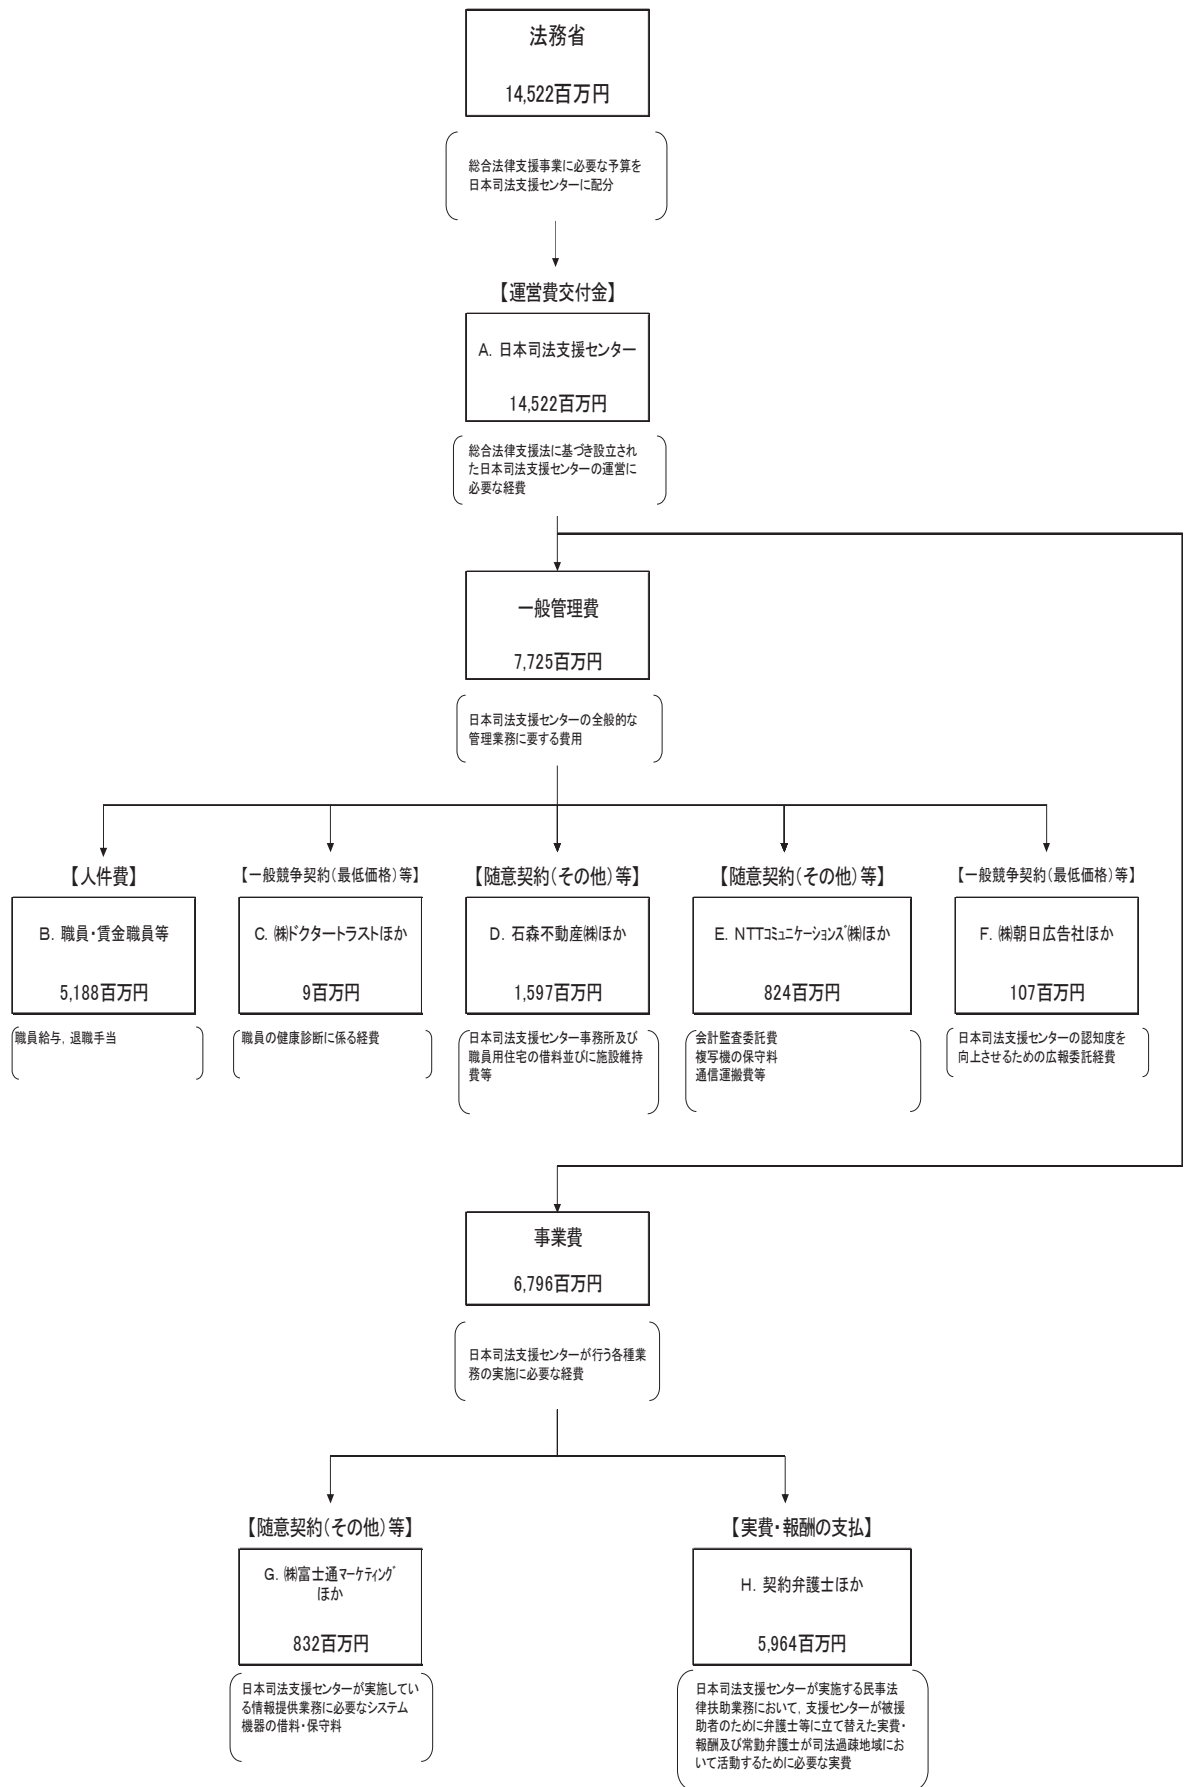 法務省
14,522百万円
総合法律支援事業に必要な予算を
日本司法支援センターに配分
【運営費交付金】
A. 日本司法支援センター
14,522百万円
総合法律支援法に基づき設立され
た日本司法支援センターの運営に
必要な経費
一般管理費
7,725百万円
日本司法支援センターの全般的な
管理業務に要する費用
【人件費】
B. 職員・賃金職員等
5,188百万円
職員給与, 退職手当
【一般競争契約(最低価格)等】
C. ㈱ドクタートラストほか
9百万円
職員の健康診断に係る経費
【随意契約(その他)等】
D. 石森不動産㈱ほか
1,597百万円
日本司法支援センター事務所及び
職員用住宅の借料並びに施設維持
費等
【随意契約(その他)等】
E. NTTコミュニケーションズ㈱ほか
824百万円
会計監査委託費
複写機の保守料
通信運搬費等
【一般競争契約(最低価格)等】
F. ㈱朝日広告社ほか
107百万円
日本司法支援センターの認知度を
向上させるための広報委託経費
事業費
6,796百万円
日本司法支援センターが行う各種業
務の実施に必要な経費
【随意契約(その他)等】
G. ㈱富士通マーケティング
ほか
832百万円
日本司法支援センターが実施してい
る情報提供業務に必要なシステム
機器の借料・保守料
【実費・報酬の支払】
H. 契約弁護士ほか
5,964百万円
日本司法支援センターが実施する民事法
律扶助業務において, 支援センターが被援
助者のために弁護士等に立て替えた実費・
報酬及び常勤弁護士が司法過疎地域にお
いて活動するために必要な実費